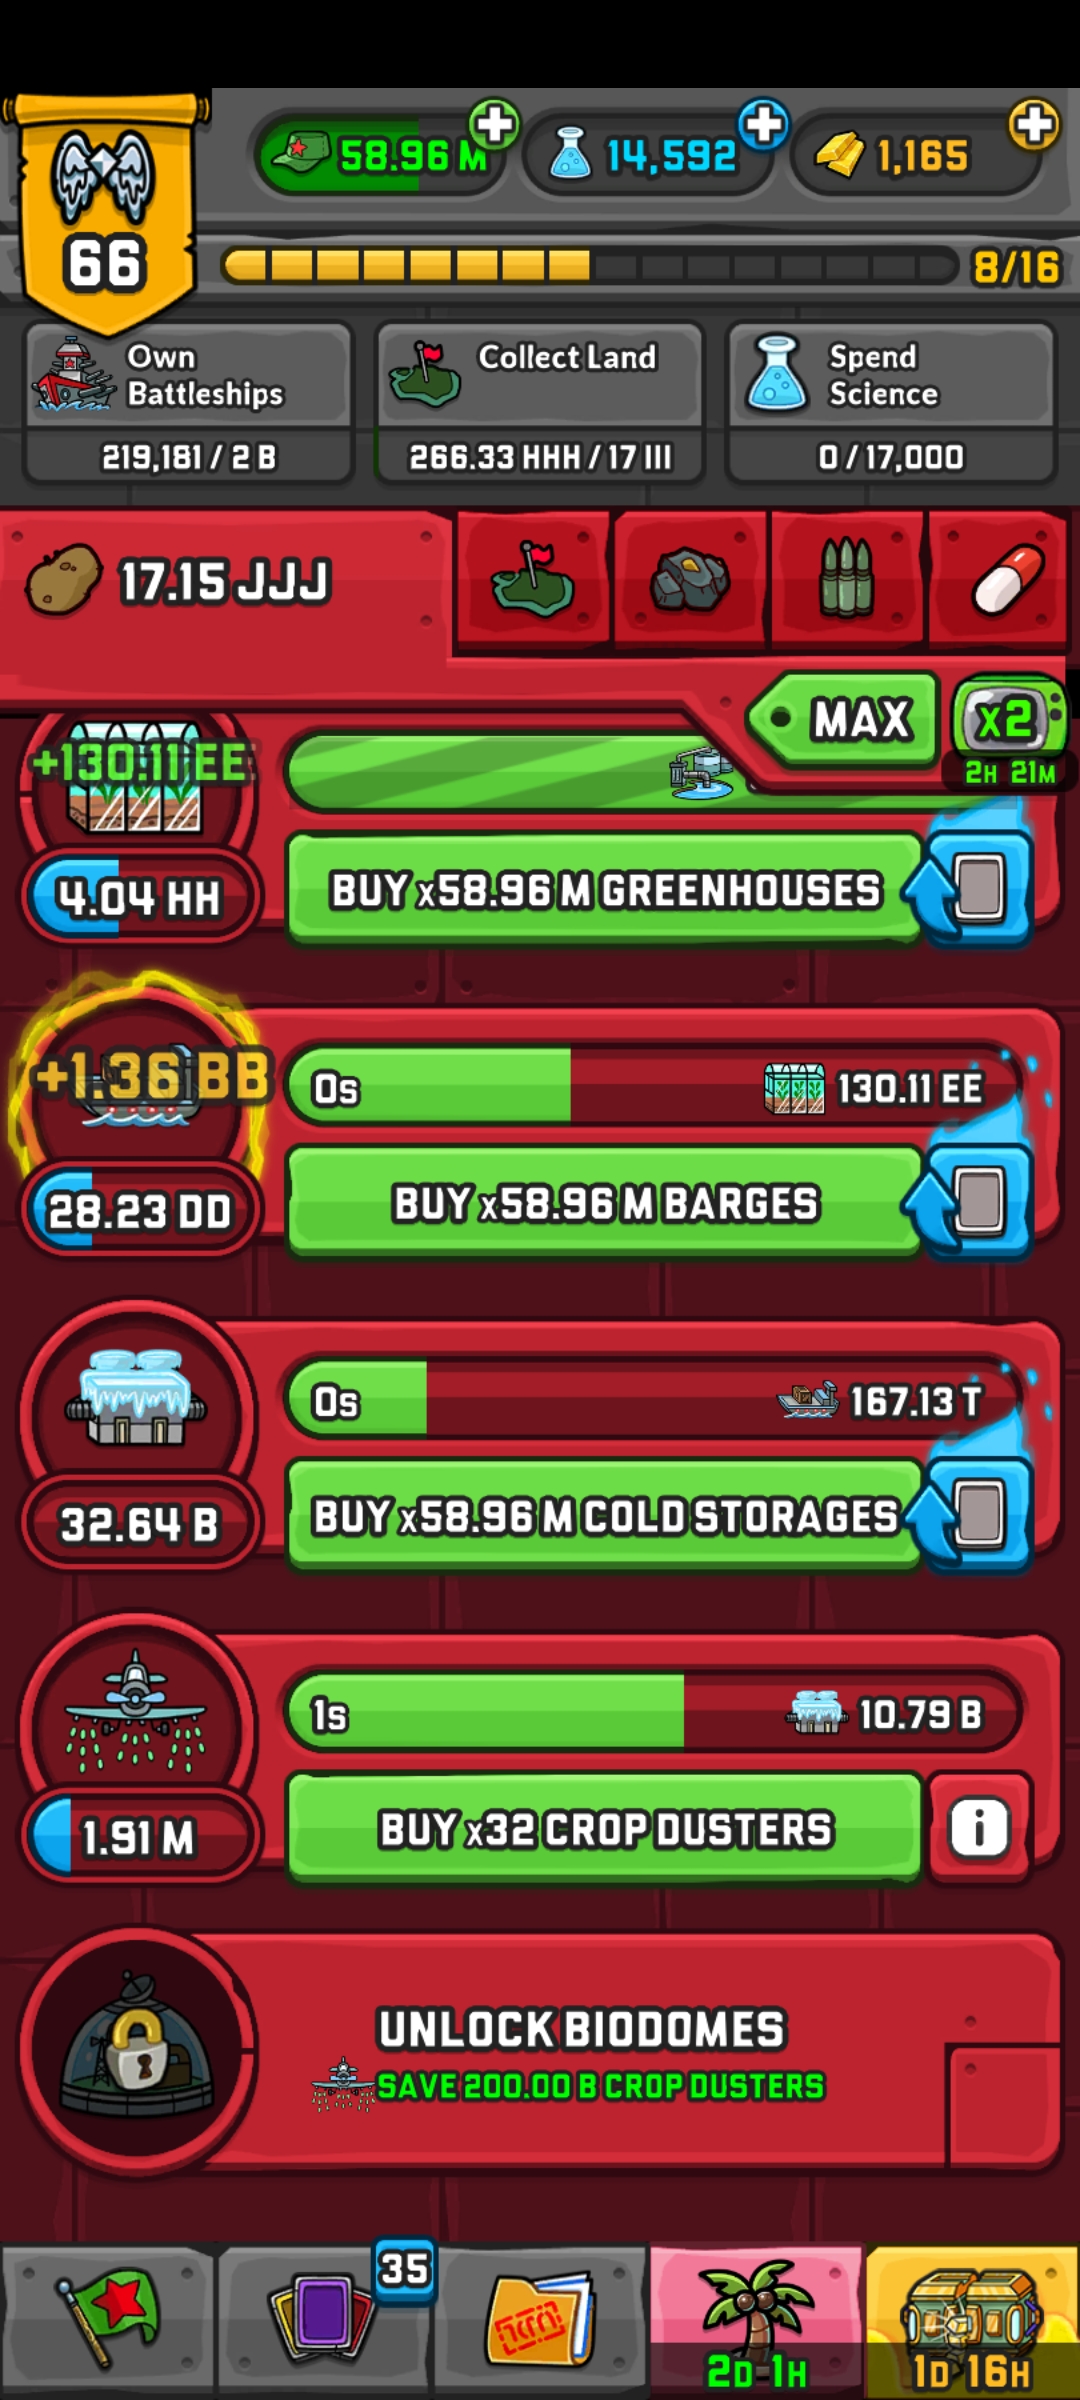 58.96 M
14,592
1,165
66
8/16
Own
Battleships
219,181 / 2 B
Collect Land
266.33 HHH / 17 III
Spend
Science
0 / 17,000
17.15 JJJ
MAX
x2
2H 21M
+130.11 EE
4.04 HH
BUY x58.96 M GREENHOUSES
+1.36 BB
0s
130.11 EE
28.23 DD
BUY x58.96 M BARGES
0s
167.13 T
32.64 B
BUY x58.96 M COLD STORAGES
1s
10.79 B
1.91 M
BUY x32 CROP DUSTERS
i
UNLOCK BIODOMES
SAVE 200.00 B CROP DUSTERS
35
2D 1H
1D 16H